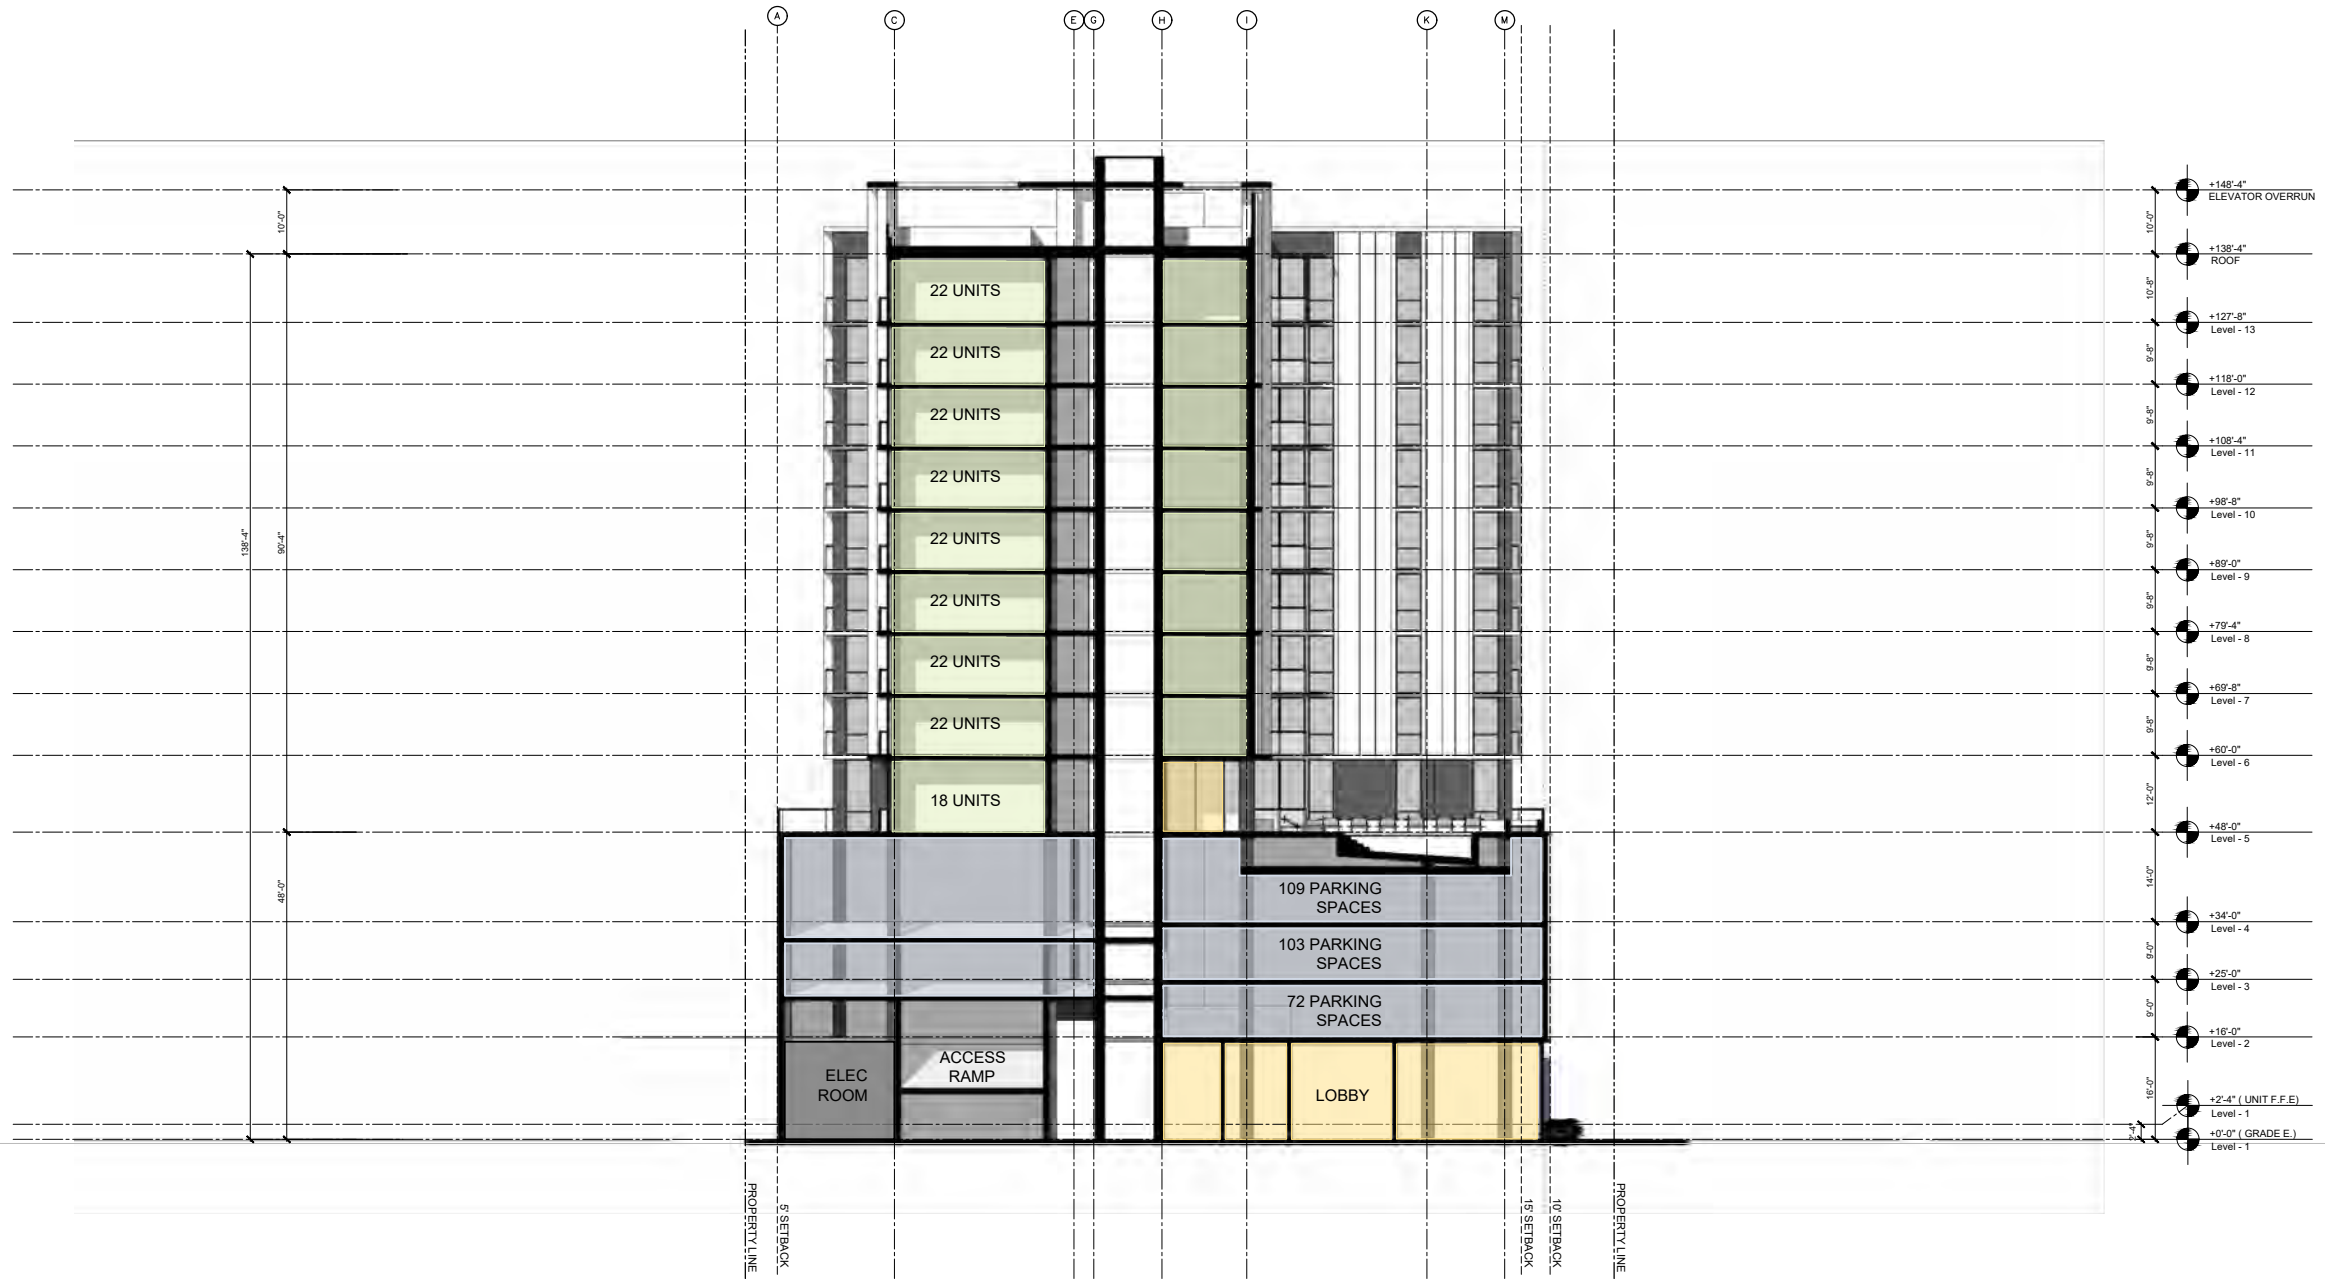 A
C
E
G
H
I
K
M
+148'-4"
ELEVATOR OVERRUN
10'-0"
10'-0"
+138'-4"
ROOF
22 UNITS
10'-8"
+127'-8"
Level - 13
22 UNITS
9'-8"
+118'-0"
Level - 12
22 UNITS
9'-8"
+108'-4"
Level - 11
22 UNITS
9'-8"
+98'-8"
Level - 10
138'-4"
90'-4"
22 UNITS
9'-8"
+89'-0"
Level - 9
22 UNITS
9'-8"
+79'-4"
Level - 8
22 UNITS
9'-8"
+69'-8"
Level - 7
22 UNITS
9'-8"
+60'-0"
Level - 6
18 UNITS
12'-0"
+48'-0"
Level - 5
48'-0"
109 PARKING
SPACES
14'-0"
+34'-0"
Level - 4
103 PARKING
SPACES
9'-0"
+25'-0"
Level - 3
72 PARKING
SPACES
9'-0"
+16'-0"
Level - 2
ELEC
ROOM
ACCESS
RAMP
LOBBY
16'-0"
+2'-4" ( UNIT F.F.E)
Level - 1
2'-4"
+0'-0" ( GRADE E.)
Level - 1
PROPERTY LINE
5' SETBACK
15' SETBACK
10' SETBACK
PROPERTY LINE